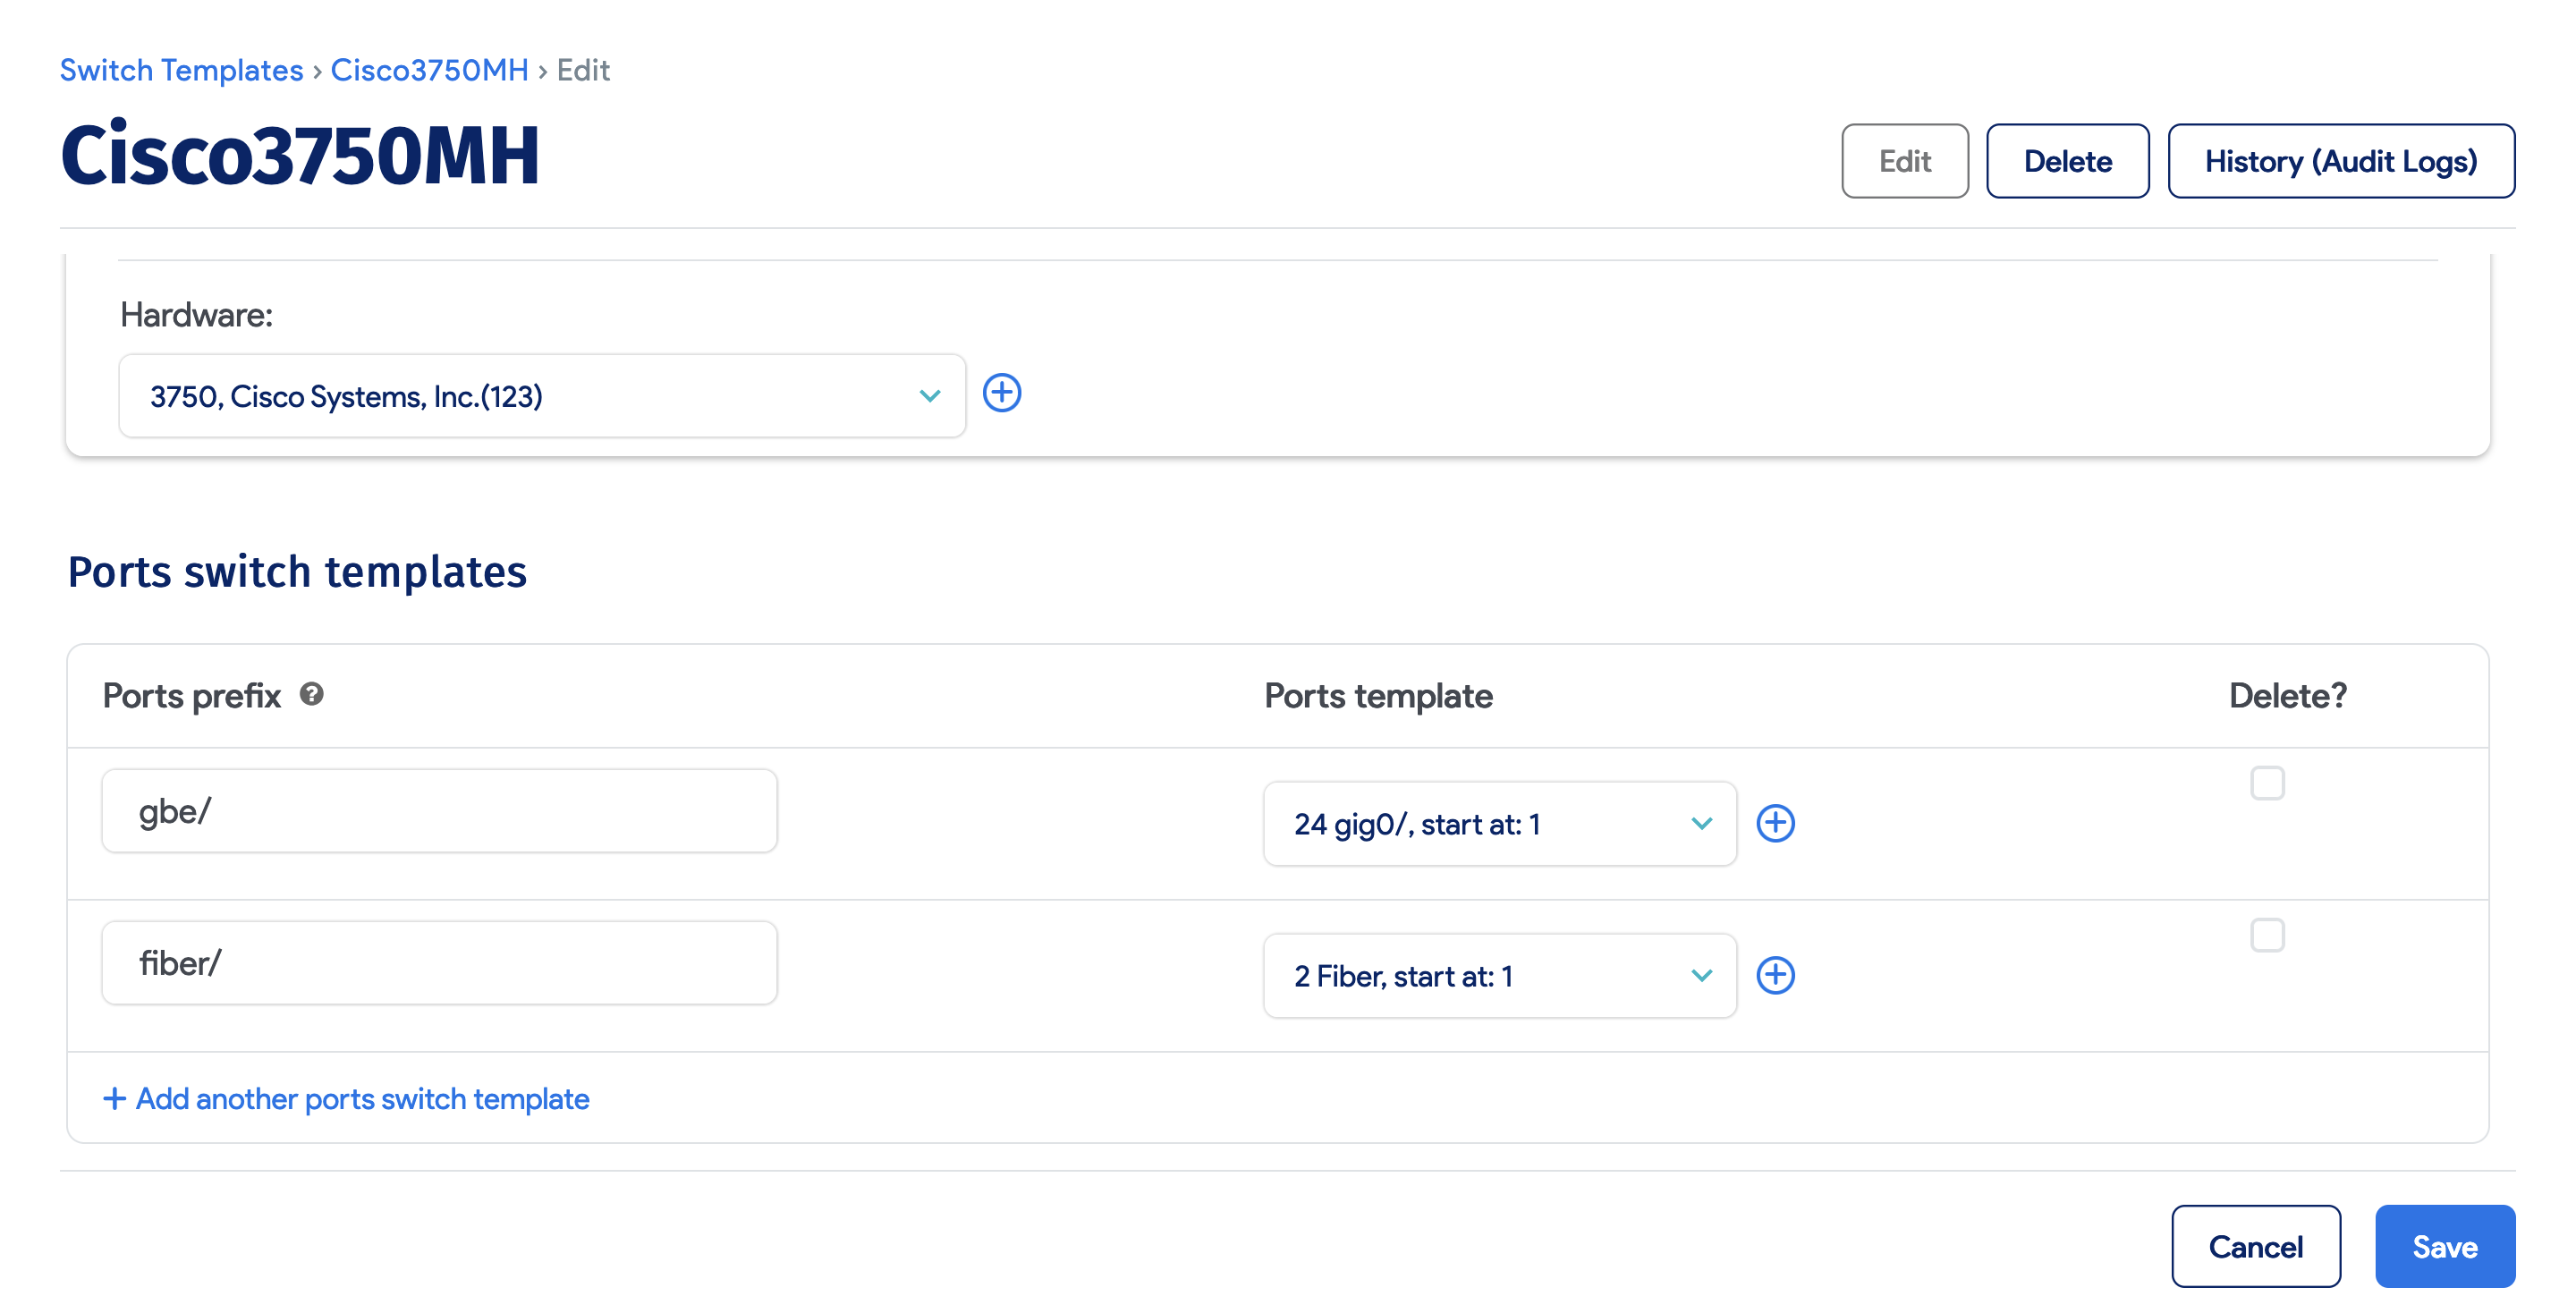 Switch Templates › Cisco3750MH › Edit
Cisco3750MH
Edit
Delete
History (Audit Logs)
Hardware:
3750, Cisco Systems, Inc.(123)
Ports switch templates
Ports prefix ?
Ports template
Delete?
gbe/
24 gig0/, start at: 1
fiber/
2 Fiber, start at: 1
+ Add another ports switch template
Cancel
Save